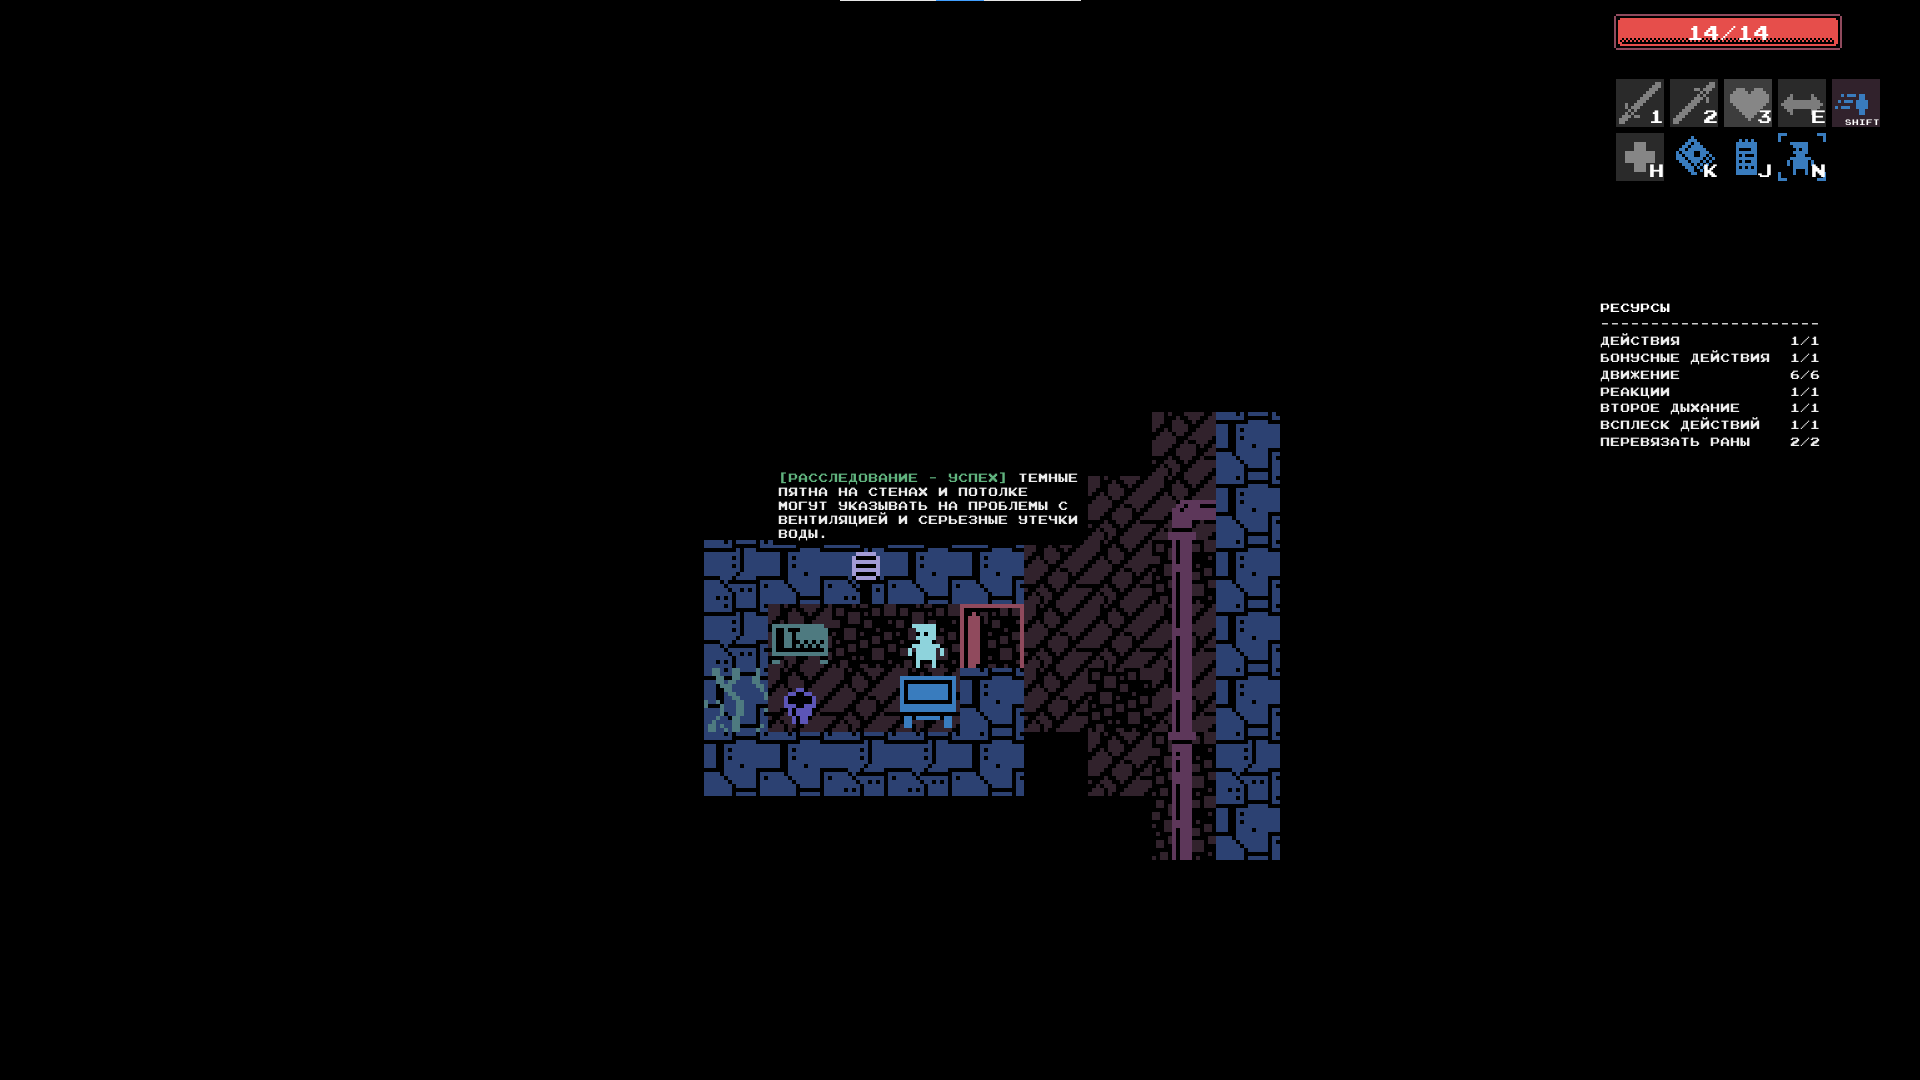 14/14
1 2 3 E SHIFT
H K J N
РЕСУРСЫ
----------------------
ДЕЙСТВИЯ 1/1
БОНУСНЫЕ ДЕЙСТВИЯ 1/1
ДВИЖЕНИЕ 6/6
РЕАКЦИИ 1/1
ВТОРОЕ ДЫХАНИЕ 1/1
ВСПЛЕСК ДЕЙСТВИЙ 1/1
ПЕРЕВЯЗАТЬ РАНЫ 2/2
[РАССЛЕДОВАНИЕ - УСПЕХ] ТЕМНЫЕ
ПЯТНА НА СТЕНАХ И ПОТОЛКЕ
МОГУТ УКАЗЫВАТЬ НА ПРОБЛЕМЫ С
ВЕНТИЛЯЦИЕЙ И СЕРЬЕЗНЫЕ УТЕЧКИ
ВОДЫ.